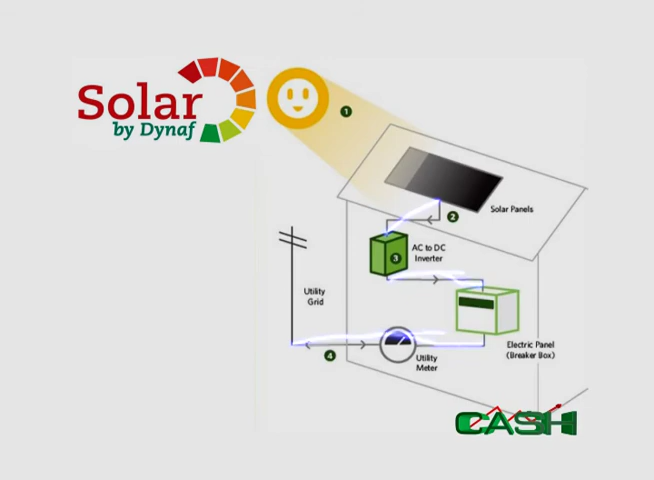 Solar
by Dynaf
1
Solar Panels
2
AC to DC
Inverter
3
Utility
Grid
Electric Panel
(Breaker Box)
4
Utility
Meter
CASH